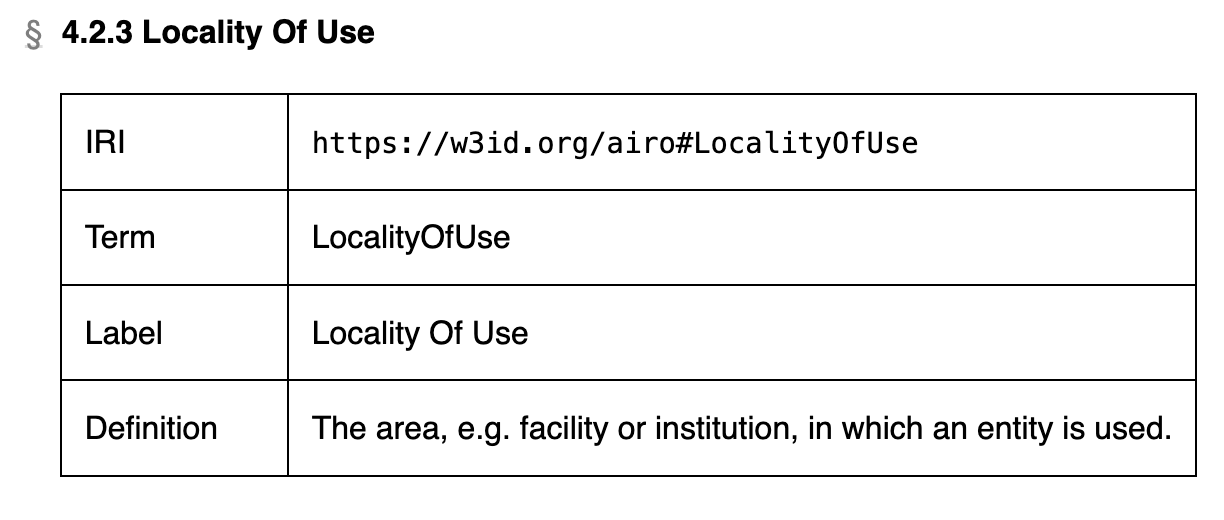 § 4.2.3 Locality Of Use
IRI https://w3id.org/airo#LocalityOfUse
Term LocalityOfUse
Label Locality Of Use
Definition The area, e.g. facility or institution, in which an entity is used.